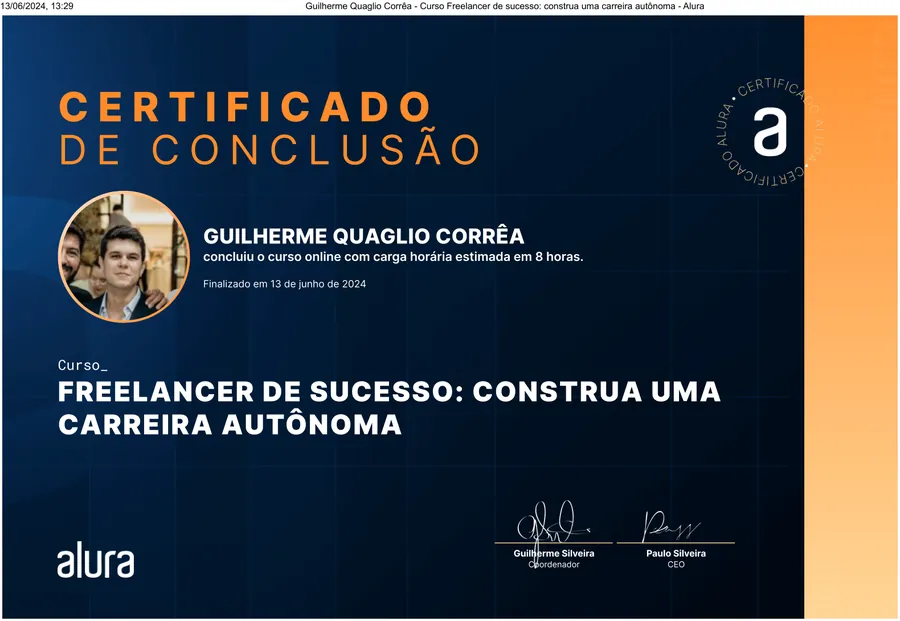 13/06/2024, 13:29
Guilherme Quaglio Corrêa - Curso Freelancer de sucesso: construa uma carreira autônoma - Alura
CERTIFICADO
DE CONCLUSÃO
CERTIFICADO ALURA • CERTIFICADO ALURA •
a
GUILHERME QUAGLIO CORRÊA
concluiu o curso online com carga horária estimada em 8 horas.
Finalizado em 13 de junho de 2024
Curso_
FREELANCER DE SUCESSO: CONSTRUA UMA
CARREIRA AUTÔNOMA
alura
Guilherme Silveira
Coordenador
Paulo Silveira
CEO